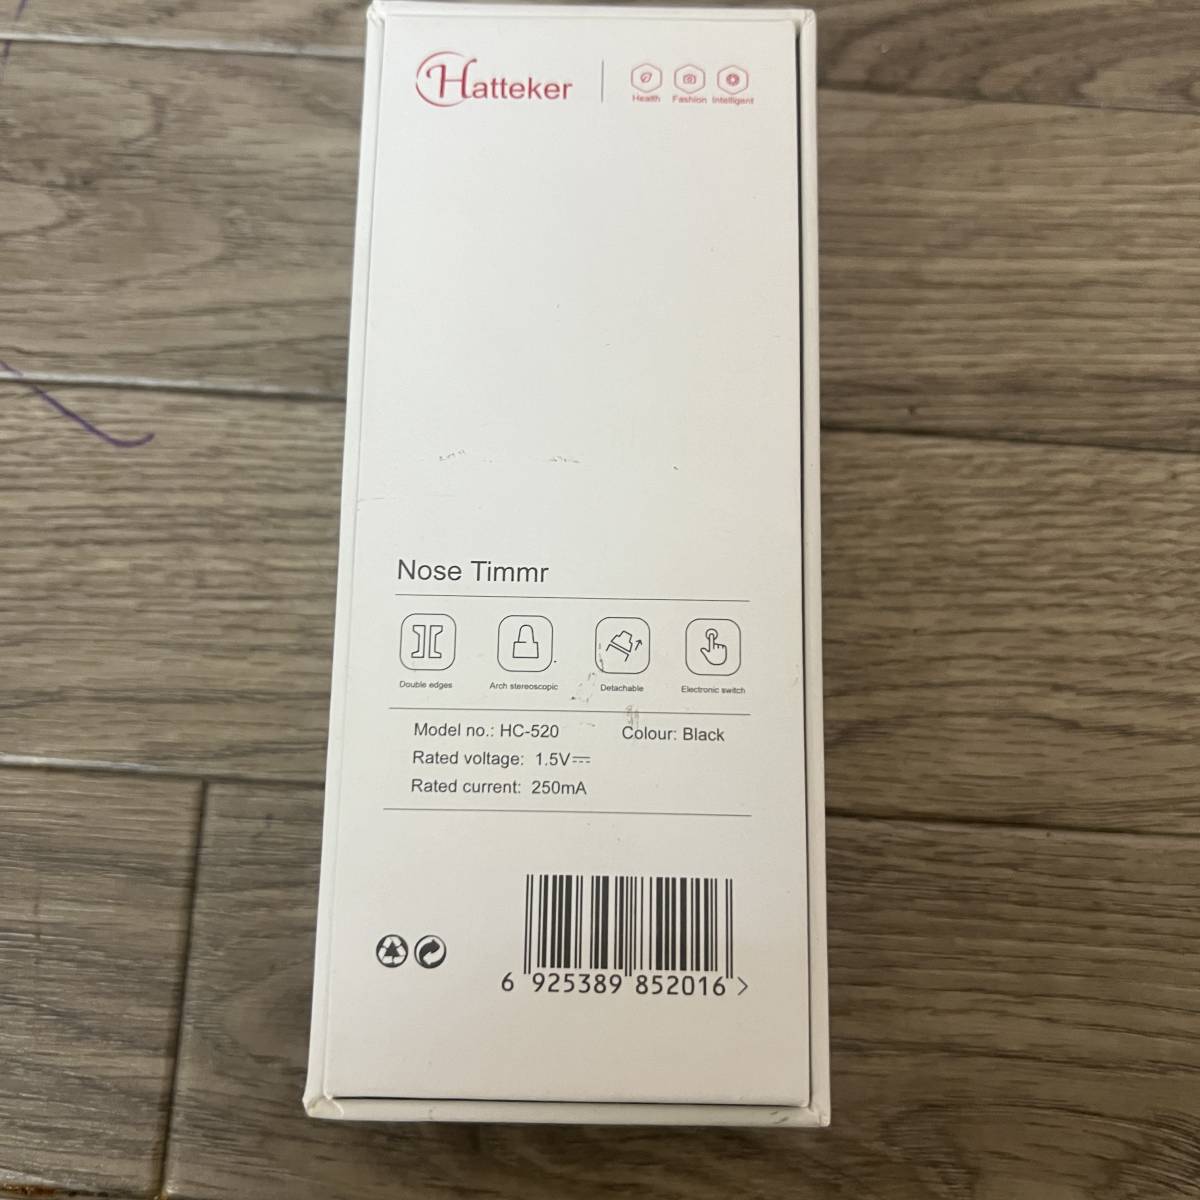 Hatteker
Health Fashion Intelligent
Nose Timmr
Double edges Arch stereoscopic Detachable Electronic switch
Model no.: HC-520 Colour: Black
Rated voltage: 1.5V⎓
Rated current: 250mA
6 925389 852016 >